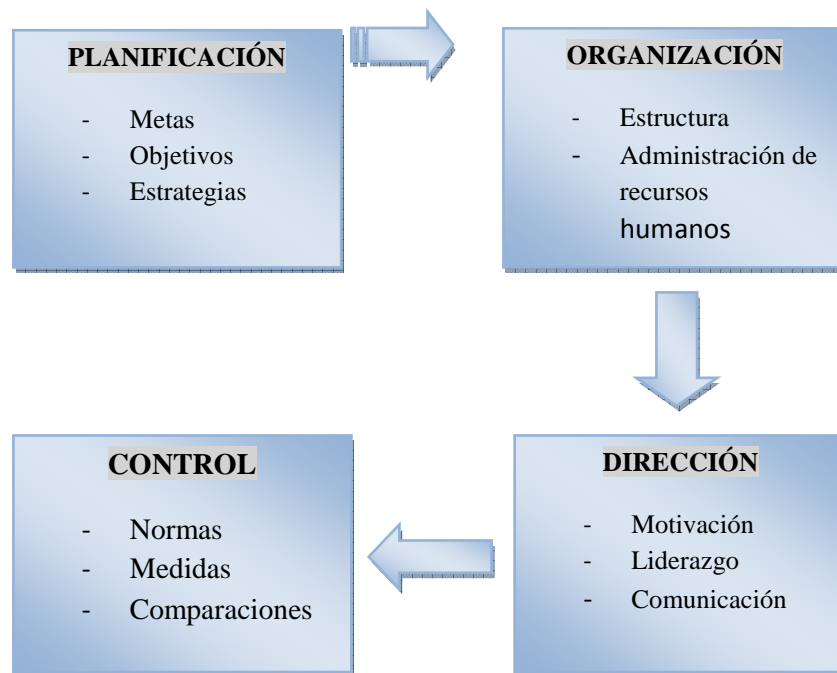 PLANIFICACIÓN
- Metas
- Objetivos
- Estrategias
ORGANIZACIÓN
- Estructura
- Administración de
recursos
humanos
DIRECCIÓN
- Motivación
- Liderazgo
- Comunicación
CONTROL
- Normas
- Medidas
- Comparaciones